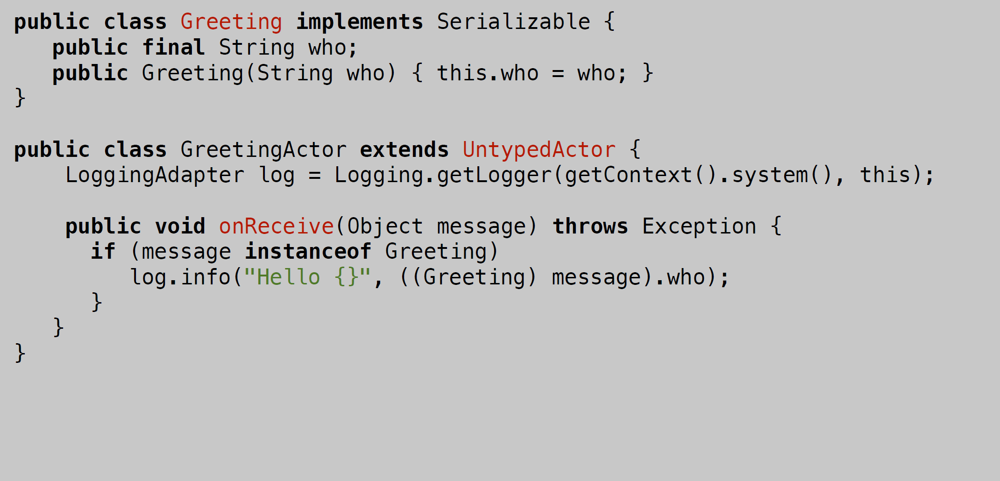 public class Greeting implements Serializable {
   public final String who;
   public Greeting(String who) { this.who = who; }
}

public class GreetingActor extends UntypedActor {
    LoggingAdapter log = Logging.getLogger(getContext().system(), this);

    public void onReceive(Object message) throws Exception {
      if (message instanceof Greeting)
         log.info("Hello {}", ((Greeting) message).who);
      }
   }
}